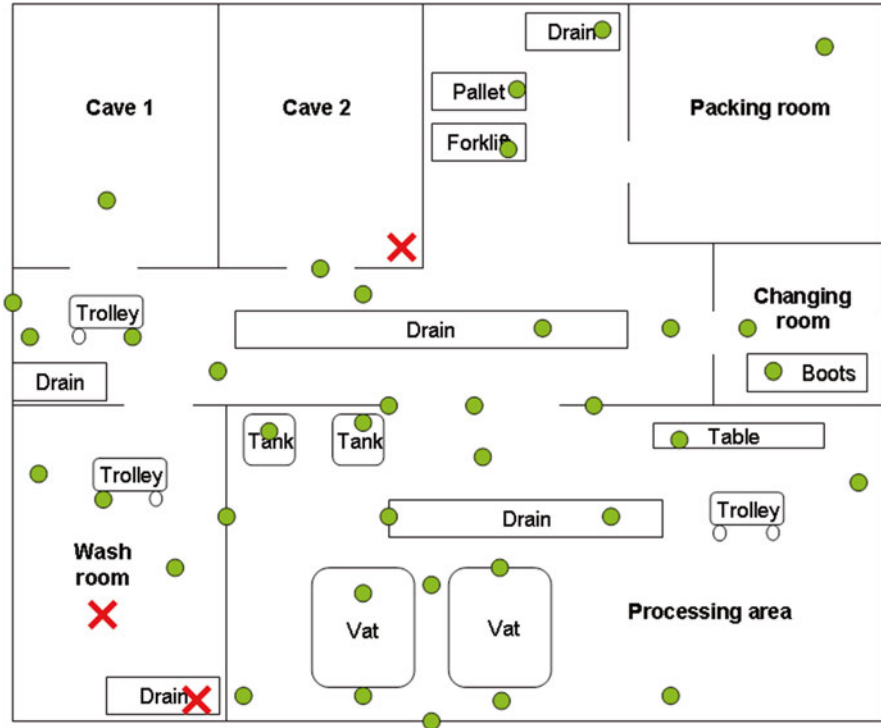 Drain
Pallet
Forklift
Cave 1
Cave 2
Packing room
Trolley
Drain
Changing
room
Drain
Boots
Tank
Tank
Table
Trolley
Trolley
Drain
Wash
room
Vat
Vat
Processing area
Drain